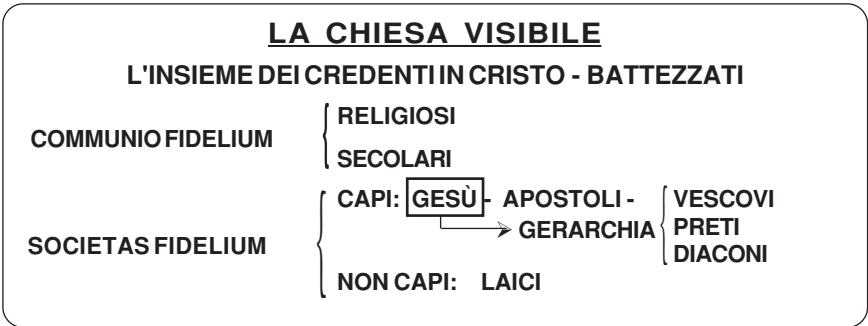 LA CHIESA VISIBILE
L'INSIEME DEI CREDENTI IN CRISTO - BATTEZZATI
COMMUNIO FIDELIUM
RELIGIOSI
SECOLARI
SOCIETAS FIDELIUM
CAPI: GESÙ - APOSTOLI -
GERARCHIA
VESCOVI
PRETI
DIACONI
NON CAPI: LAICI